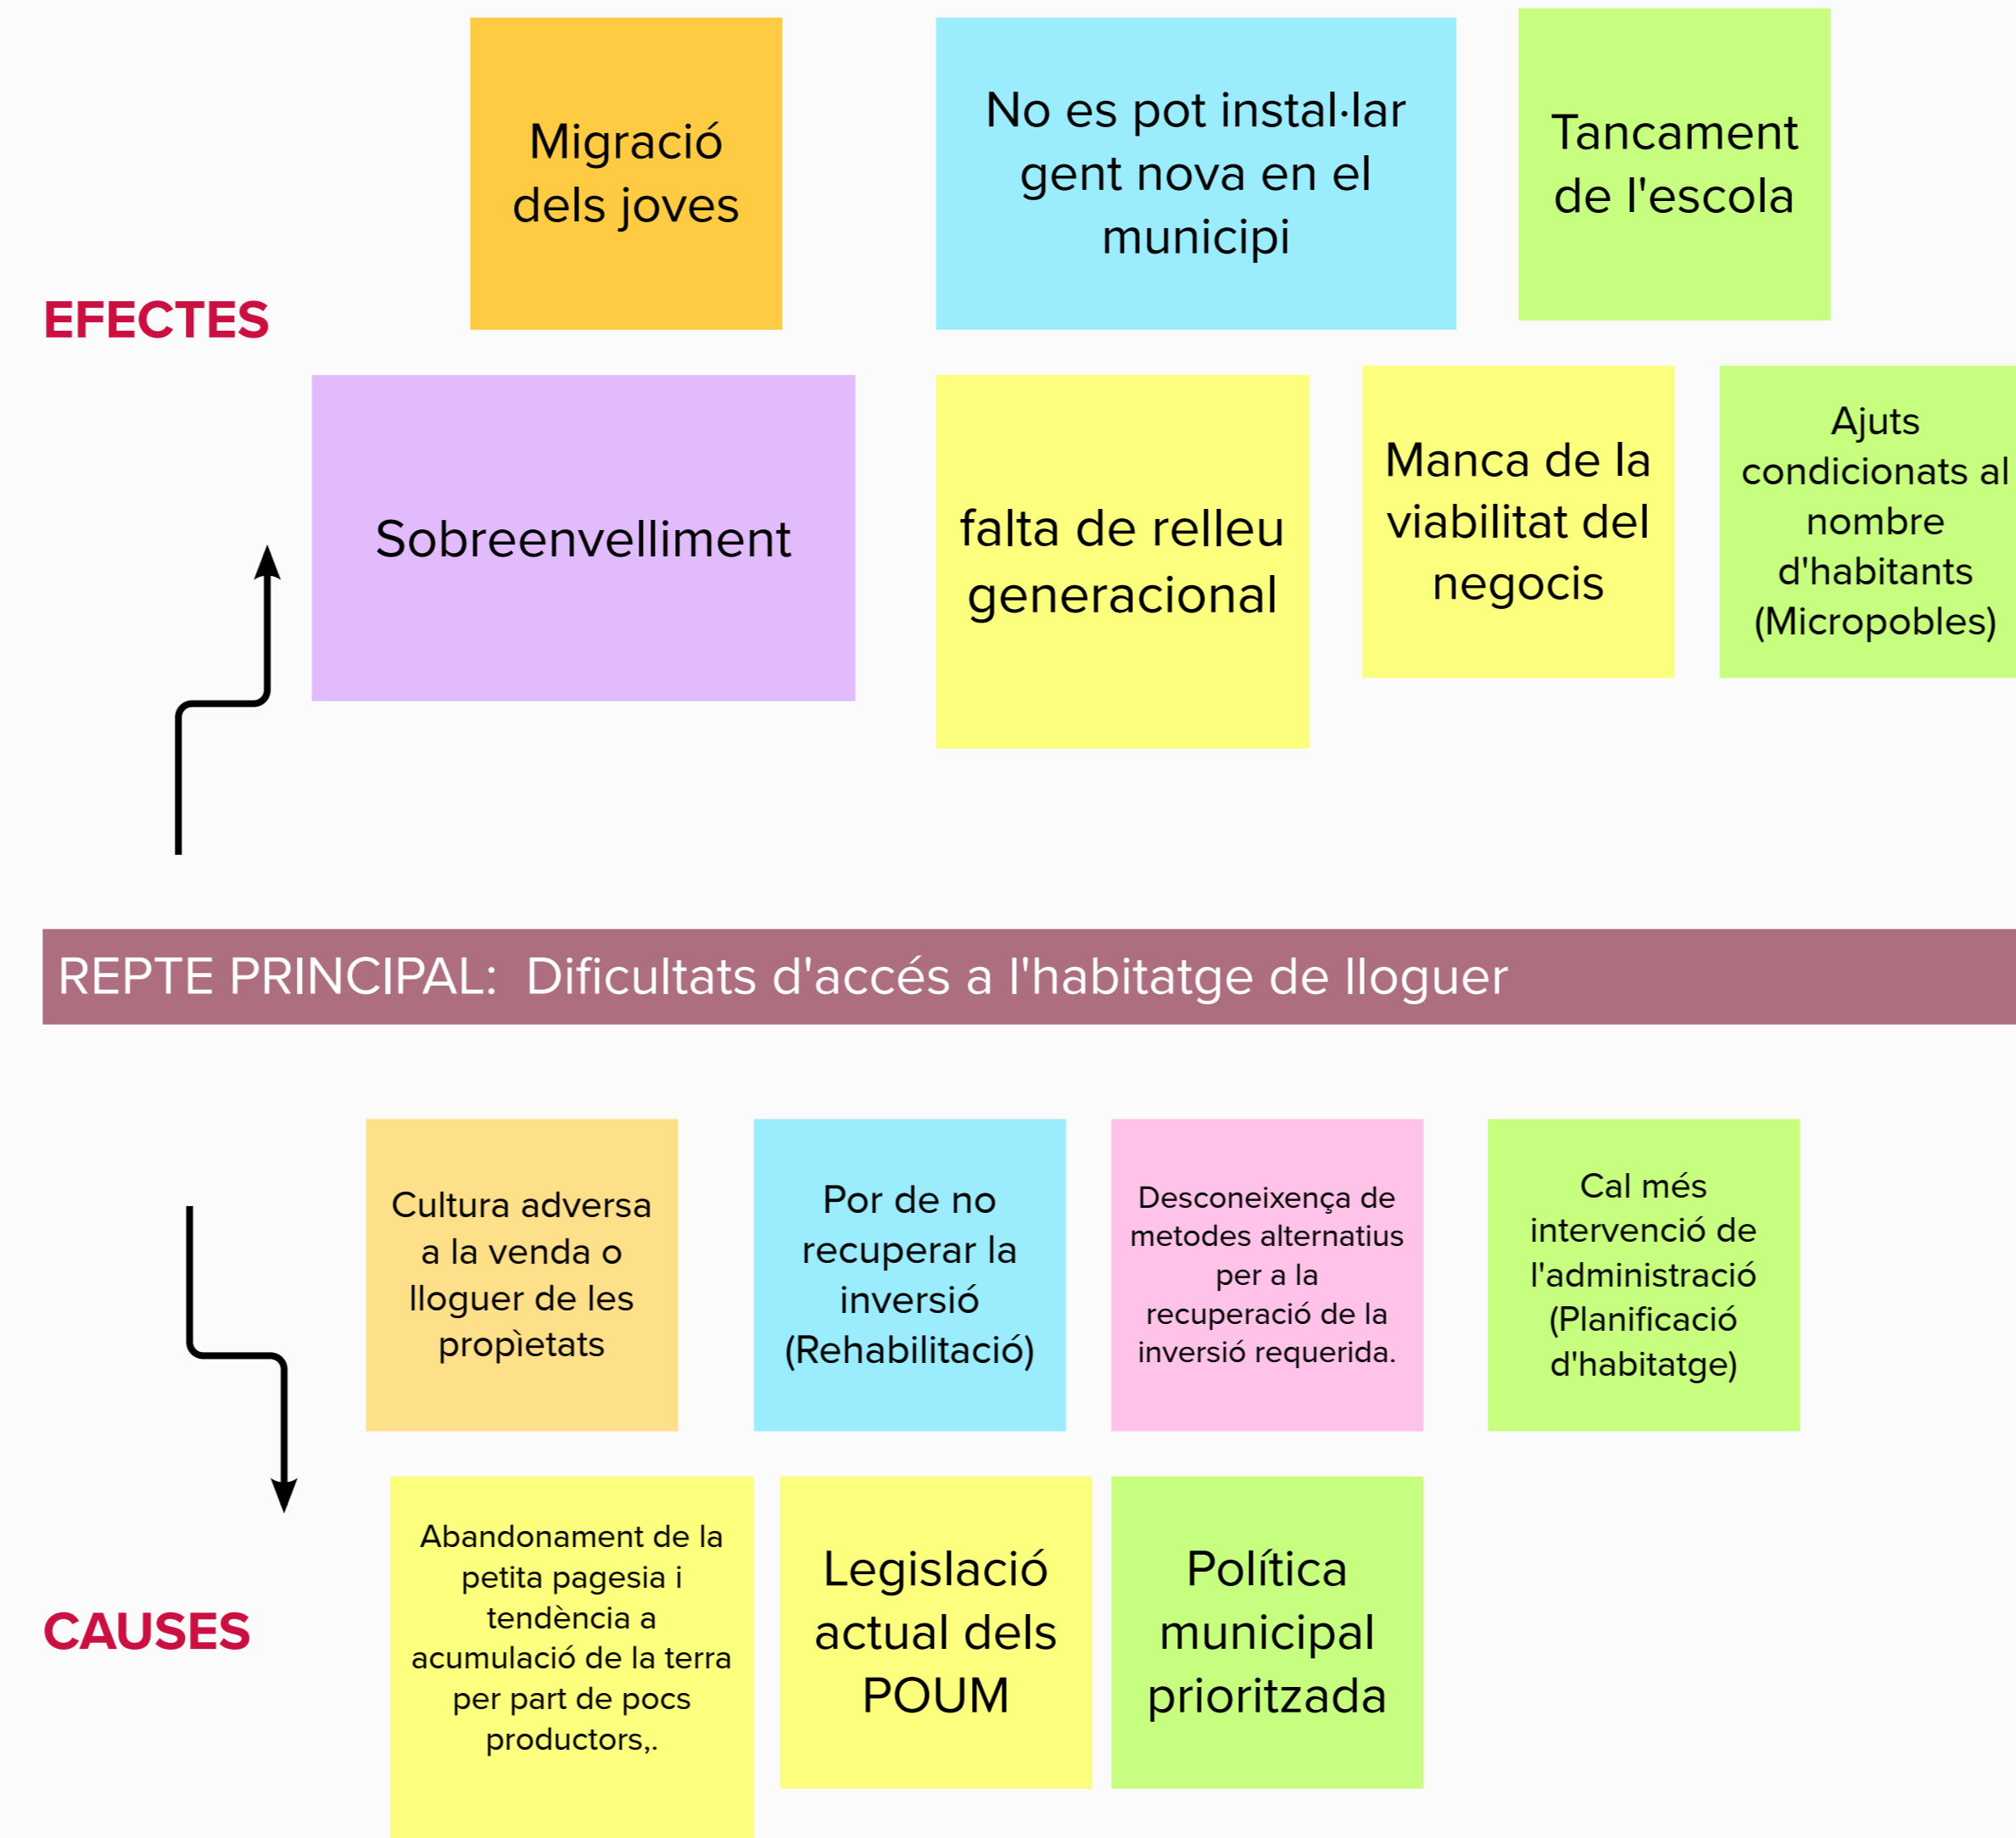 Migració
dels joves
No es pot instal·lar
gent nova en el
municipi
Tancament
de l'escola
EFECTES
Sobreenvelliment
falta de relleu
generacional
Manca de la
viabilitat del
negocis
Ajuts
condicionats al
nombre
d'habitants
(Micropobles)
REPTE PRINCIPAL:  Dificultats d'accés a l'habitatge de lloguer
Cultura adversa
a la venda o
lloguer de les
propìetats
Por de no
recuperar la
inversió
(Rehabilitació)
Desconeixença de
metodes alternatius
per a la
recuperació de la
inversió requerida.
Cal més
intervenció de
l'administració
(Planificació
d'habitatge)
CAUSES
Abandonament de la
petita pagesia i
tendència a
acumulació de la terra
per part de pocs
productors,.
Legislació
actual dels
POUM
Política
municipal
prioritzada